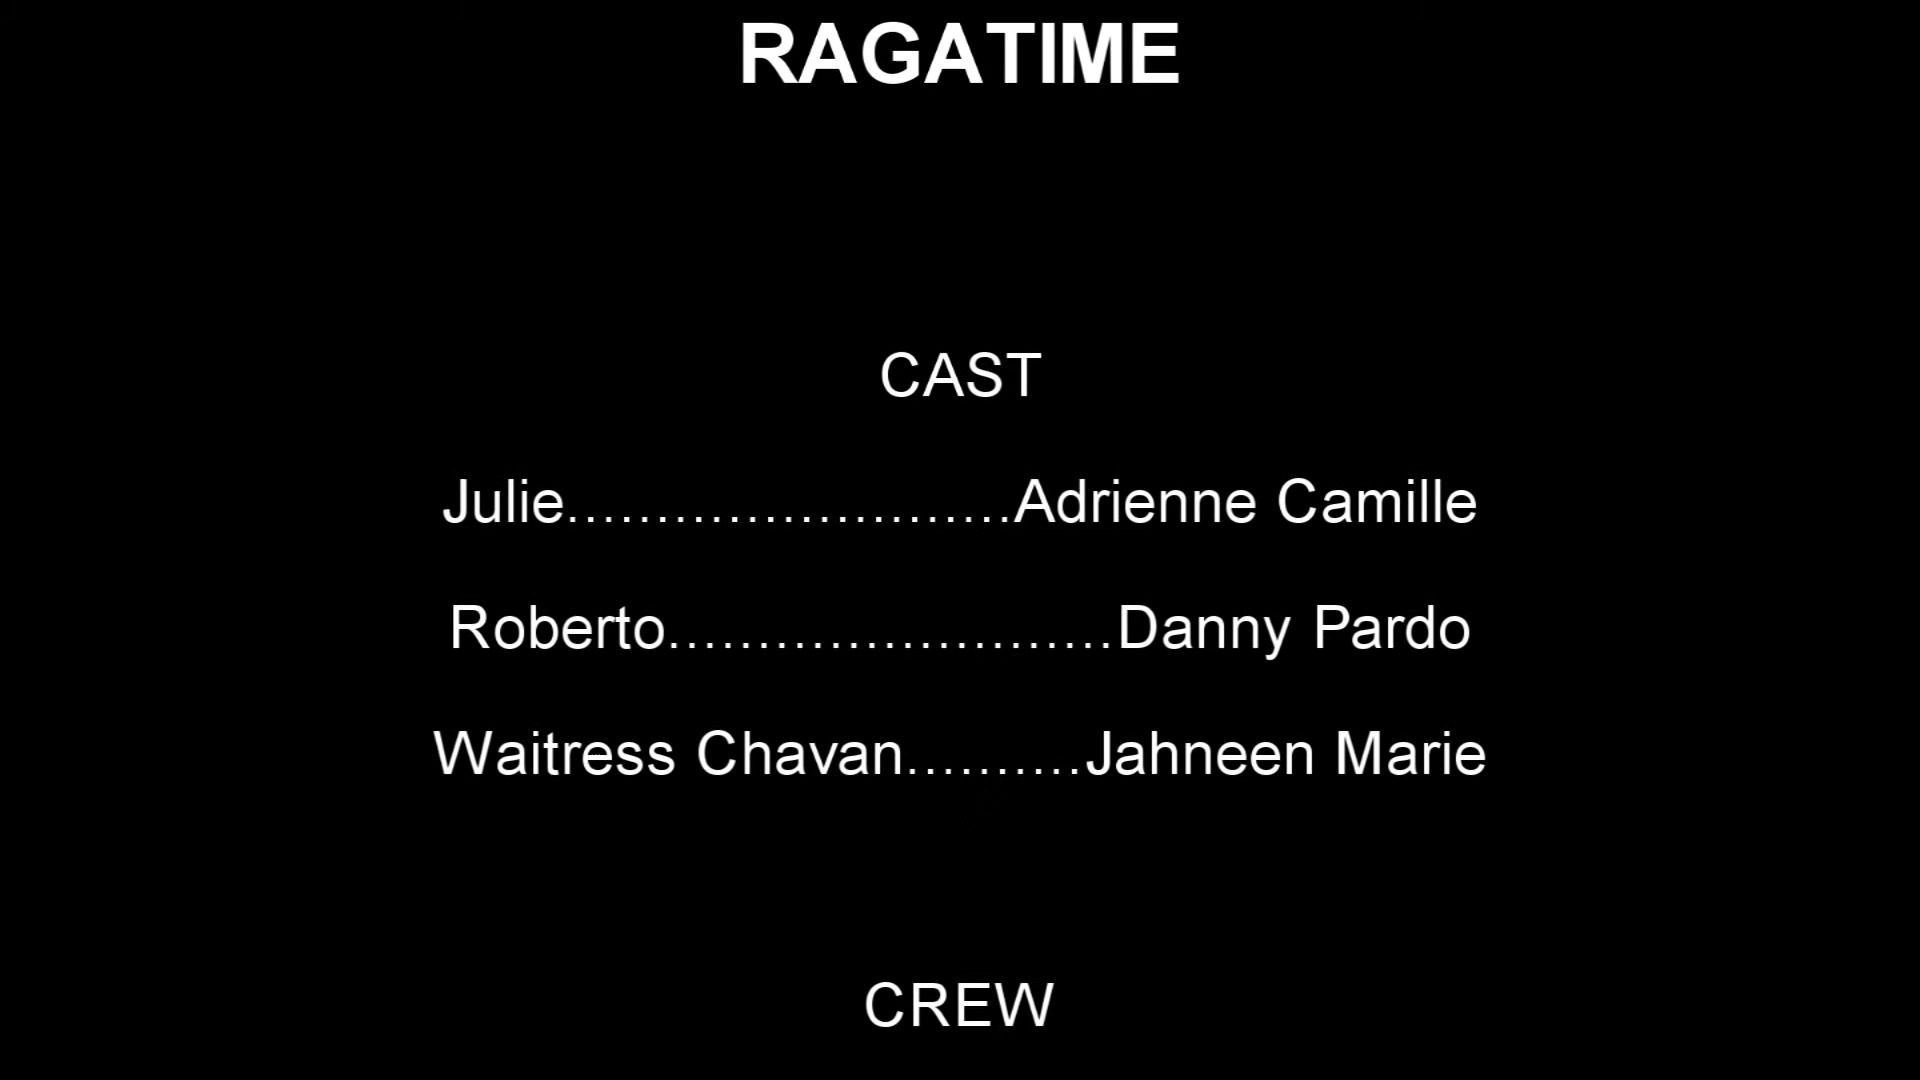 RAGATIME
CAST
Julie.........................Adrienne Camille
Roberto.........................Danny Pardo
Waitress Chavan..........Jahneen Marie
CREW